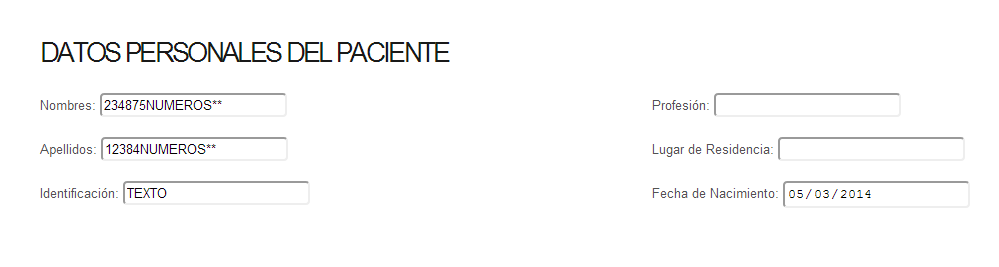 DATOS PERSONALES DEL PACIENTE
Nombres: 234875NUMEROS**
Profesión:
Apellidos: 12384NUMEROS**
Lugar de Residencia:
Identificación: TEXTO
Fecha de Nacimiento: 05/03/2014